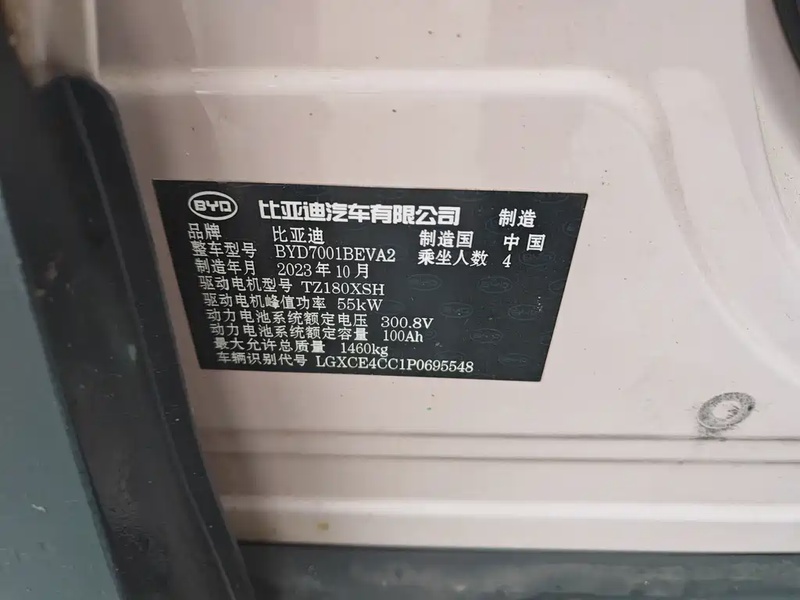 BYD 比亚迪汽车有限公司 制造
品牌 比亚迪 制造国 中国
整车型号 BYD7001BEVA2 乘坐人数 4
制造年月 2023年10月
驱动电机型号 TZ180XSH
驱动电机峰值功率 55kW
动力电池系统额定电压 300.8V
动力电池系统额定容量 100Ah
最大允许总质量 1460kg
车辆识别代号 LGXCE4CC1P0695548